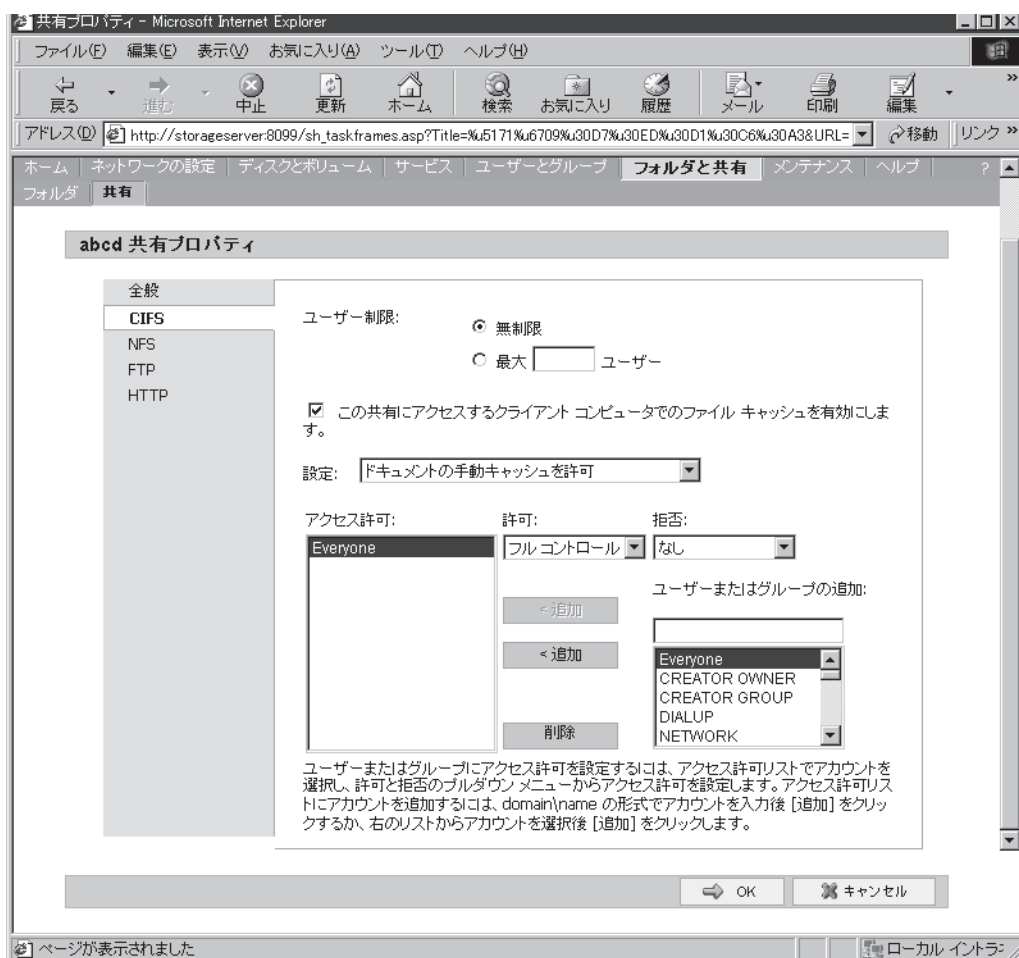 共有プロパティ - Microsoft Internet Explorer
ファイル(F) 編集(E) 表示(V) お気に入り(A) ツール(T) ヘルプ(H)
戻る 進む 中止 更新 ホーム 検索 お気に入り 履歴 メール 印刷 編集 »
アドレス(D) http://storageserver:8099/sh_taskframes.asp?Title=%u5171%u6709%u30D7%u30ED%u30D1%u30C6%u30A3&URL= 移動 リンク »
ホーム ネットワークの設定 ディスクとボリューム サービス ユーザーとグループ フォルダと共有 メンテナンス ヘルプ ?
フォルダ 共有
abcd 共有プロパティ
全般
CIFS
NFS
FTP
HTTP
ユーザー制限:
無制限
最大 ユーザー
この共有にアクセスするクライアント コンピュータでのファイル キャッシュを有効にしま
す。
設定: ドキュメントの手動キャッシュを許可
アクセス許可: 許可: 拒否:
Everyone フル コントロール なし
ユーザーまたはグループの追加:
< 追加
< 追加
Everyone
CREATOR OWNER
CREATOR GROUP
DIALUP
NETWORK
削除
ユーザーまたはグループにアクセス許可を設定するには、アクセス許可リストでアカウントを
選択し、許可と拒否のプルダウン メニューからアクセス許可を設定します。アクセス許可リス
トにアカウントを追加するには、domain\name の形式でアカウントを入力後 [追加] をクリッ
クするか、右のリストからアカウントを選択後 [追加] をクリックします。
OK キャンセル
ページが表示されました ローカル イントラ